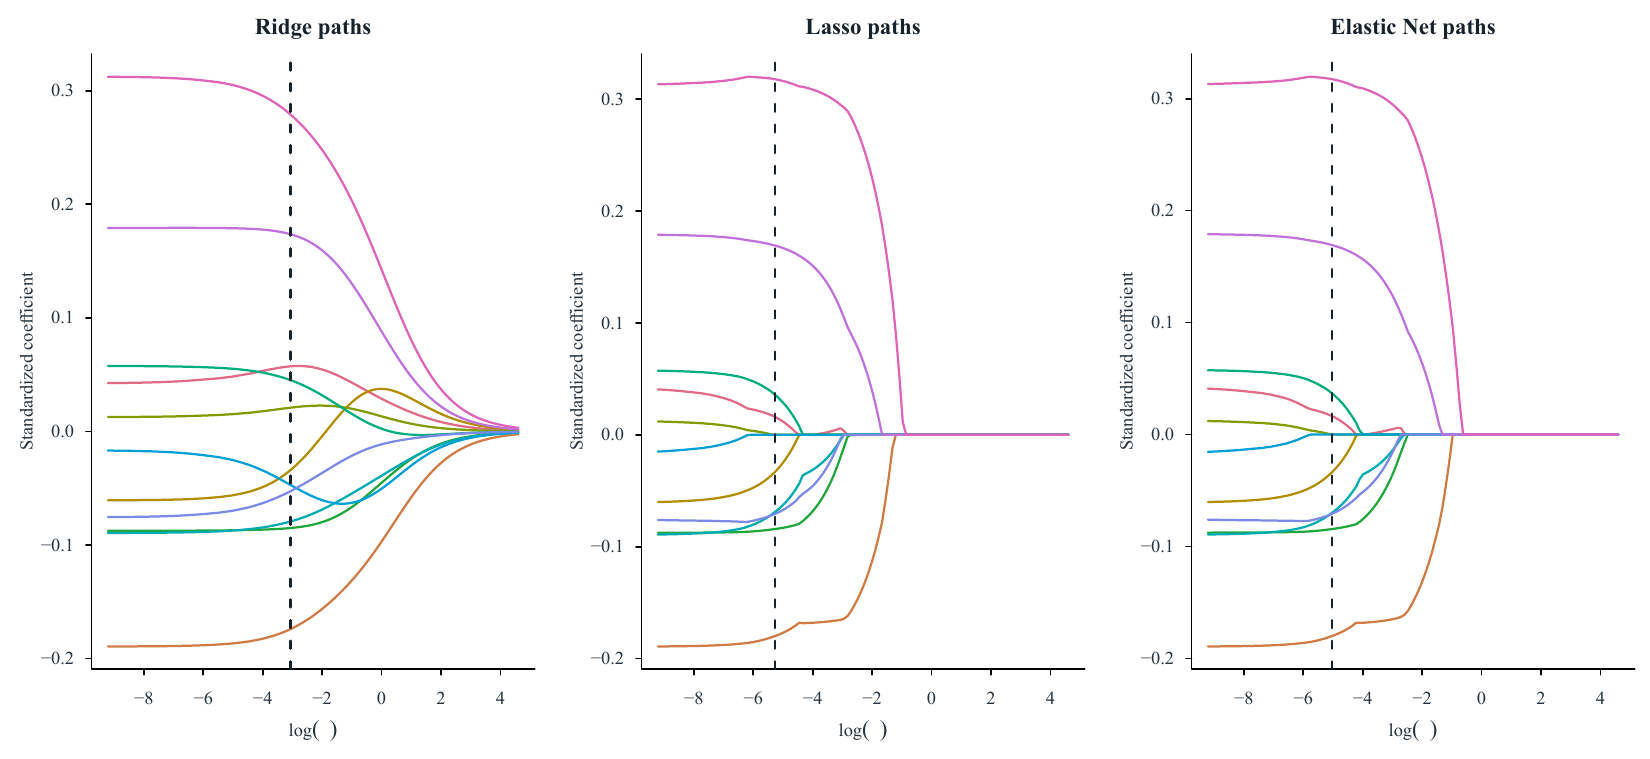 Ridge paths
Standardized coefficient
0.3
0.2
0.1
0.0
−0.1
−0.2
−8 −6 −4 −2 0 2 4
log( )
Lasso paths
Standardized coefficient
0.3
0.2
0.1
0.0
−0.1
−0.2
−8 −6 −4 −2 0 2 4
log( )
Elastic Net paths
Standardized coefficient
0.3
0.2
0.1
0.0
−0.1
−0.2
−8 −6 −4 −2 0 2 4
log( )